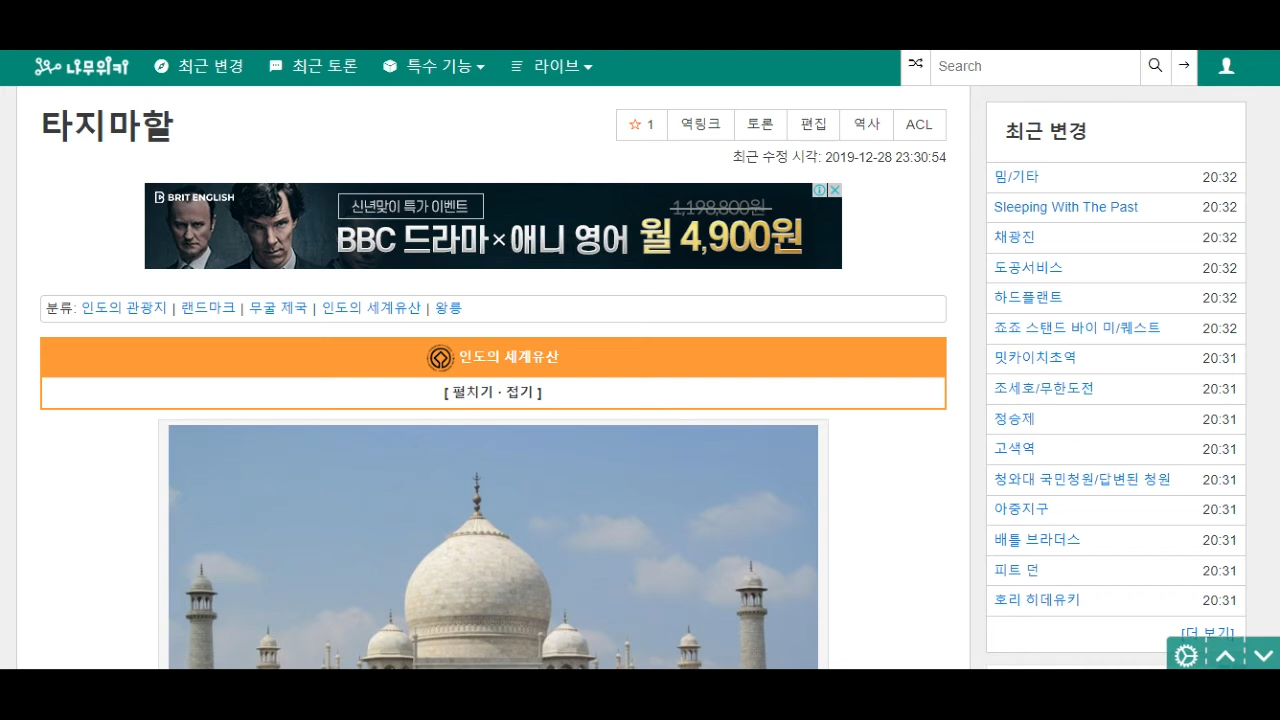 나무위키 최근 변경 최근 토론 특수 기능 라이브 Search
타지마할
1 역링크 토론 편집 역사 ACL
최근 수정 시각: 2019-12-28 23:30:54
BRIT ENGLISH
신년맞이 특가 이벤트 1,198,800원
BBC 드라마×애니 영어 월 4,900원
분류: 인도의 관광지 | 랜드마크 | 무굴 제국 | 인도의 세계유산 | 왕릉
인도의 세계유산
[ 펼치기 · 접기 ]
최근 변경
밈/기타 20:32
Sleeping With The Past 20:32
채광진 20:32
도공서비스 20:32
하드플랜트 20:32
죠죠 스탠드 바이 미/퀘스트 20:32
밋카이치초역 20:31
조세호/무한도전 20:31
정승제 20:31
고색역 20:31
청와대 국민청원/답변된 청원 20:31
아중지구 20:31
배틀 브라더스 20:31
피트 던 20:31
호리 히데유키 20:31
[더 보기]